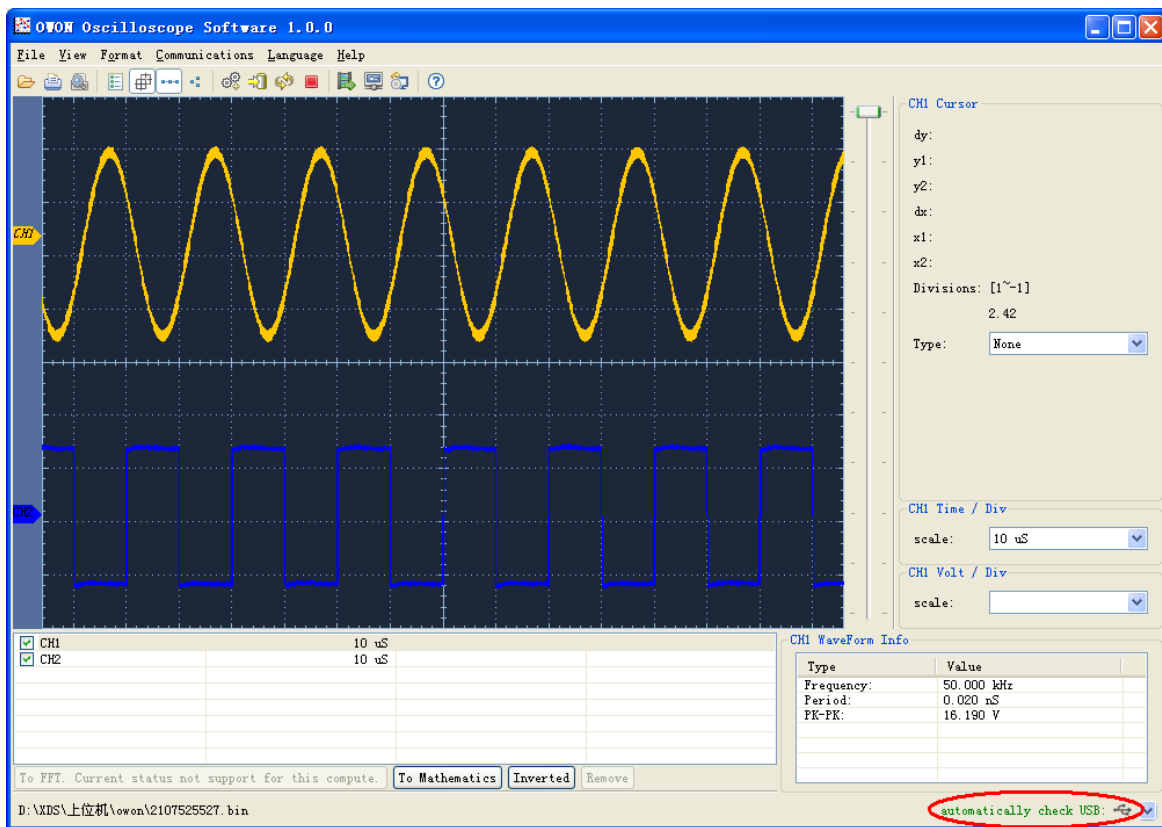 OWON Oscilloscope Software 1.0.0
File View Format Communications Language Help
CH1 Cursor
dy:
y1:
y2:
dx:
x1:
x2:
Divisions: [1~-1]
2.42
Type: None
CH1
CH2
CH1 Time / Div
scale: 10 uS
CH1 Volt / Div
scale:
CH1 10 uS
CH2 10 uS
CH1 WaveForm Info
Type Value
Frequency: 50.000 kHz
Period: 0.020 mS
PK-PK: 16.190 V
To FFT. Current status not support for this compute. To Mathematics Inverted Remove
D:\XDS\上位机\owon\2107525527.bin automatically check USB: